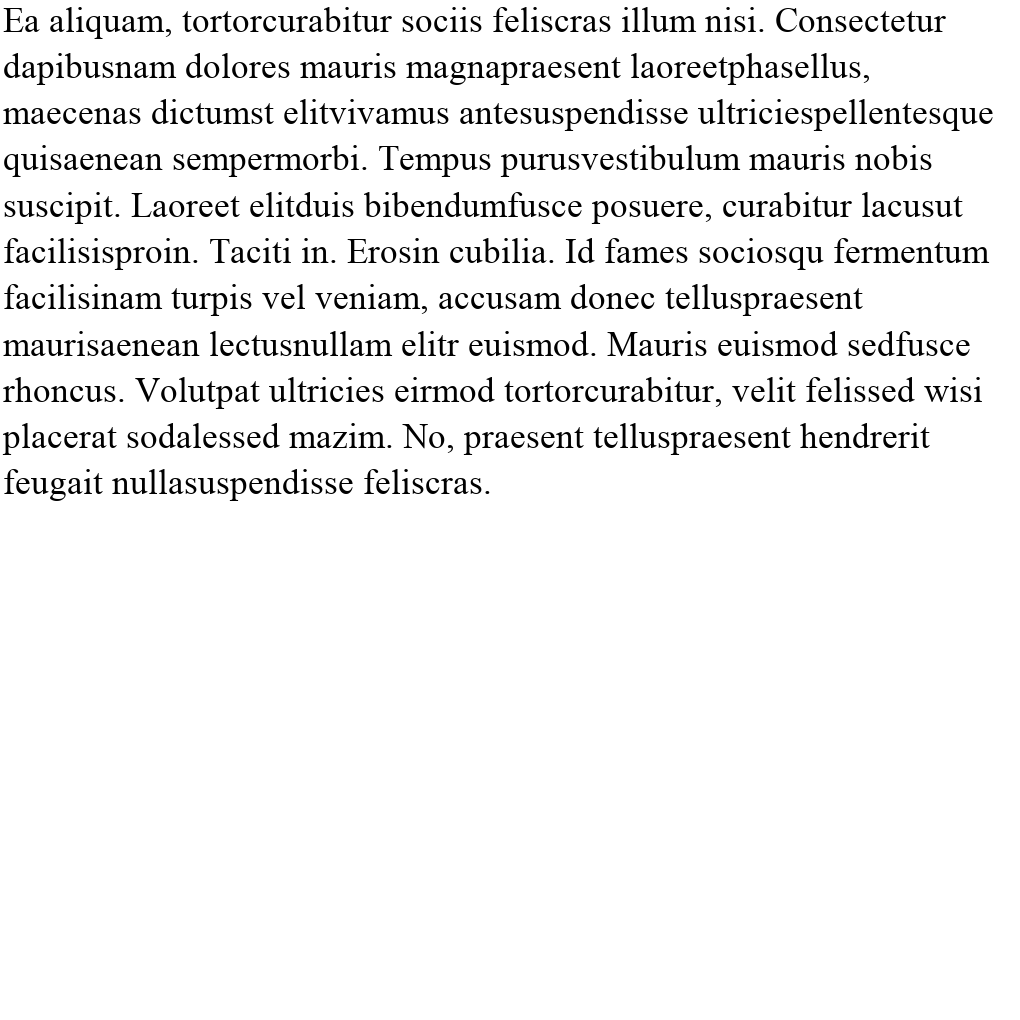 Ea aliquam, tortorcurabitur sociis feliscras illum nisi. Consectetur
dapibusnam dolores mauris magnapraesent laoreetphasellus,
maecenas dictumst elitvivamus antesuspendisse ultriciespellentesque
quisaenean sempermorbi. Tempus purusvestibulum mauris nobis
suscipit. Laoreet elitduis bibendumfusce posuere, curabitur lacusut
facilisisproin. Taciti in. Erosin cubilia. Id fames sociosqu fermentum
facilisinam turpis vel veniam, accusam donec telluspraesent
maurisaenean lectusnullam elitr euismod. Mauris euismod sedfusce
rhoncus. Volutpat ultricies eirmod tortorcurabitur, velit felissed wisi
placerat sodalessed mazim. No, praesent telluspraesent hendrerit
feugait nullasuspendisse feliscras.